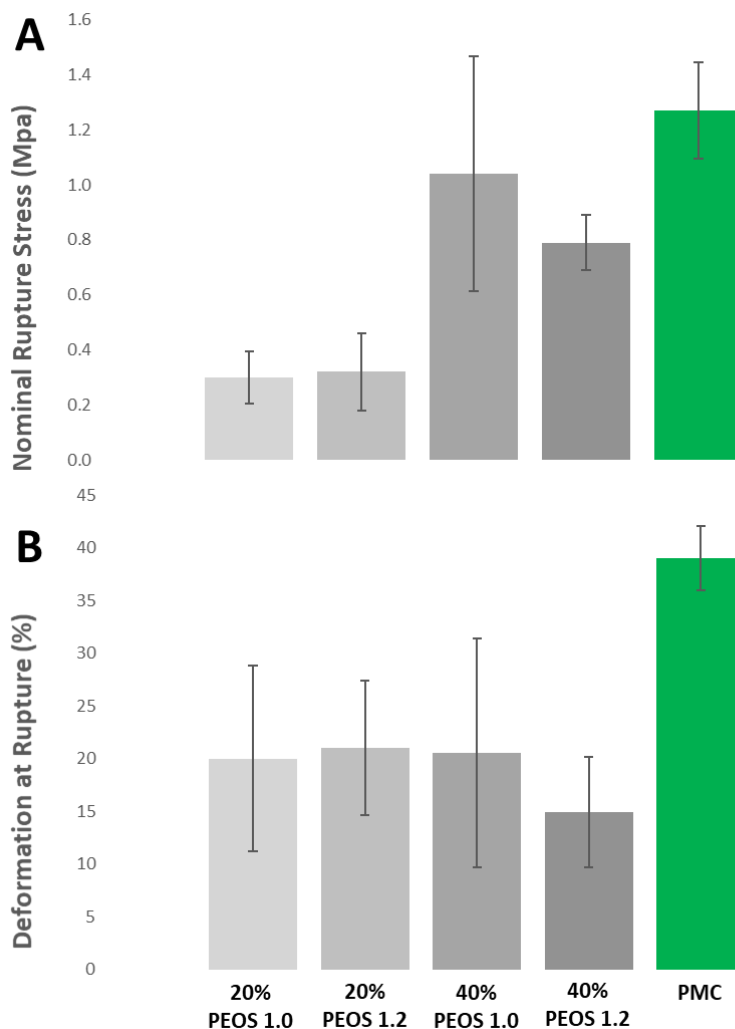 A
Nominal Rupture Stress (Mpa)
1.6
1.4
1.2
1.0
0.8
0.6
0.4
0.2
0.0
B
Deformation at Rupture (%)
45
40
35
30
25
20
15
10
5
0
20%
PEOS 1.0
20%
PEOS 1.2
40%
PEOS 1.0
40%
PEOS 1.2
PMC